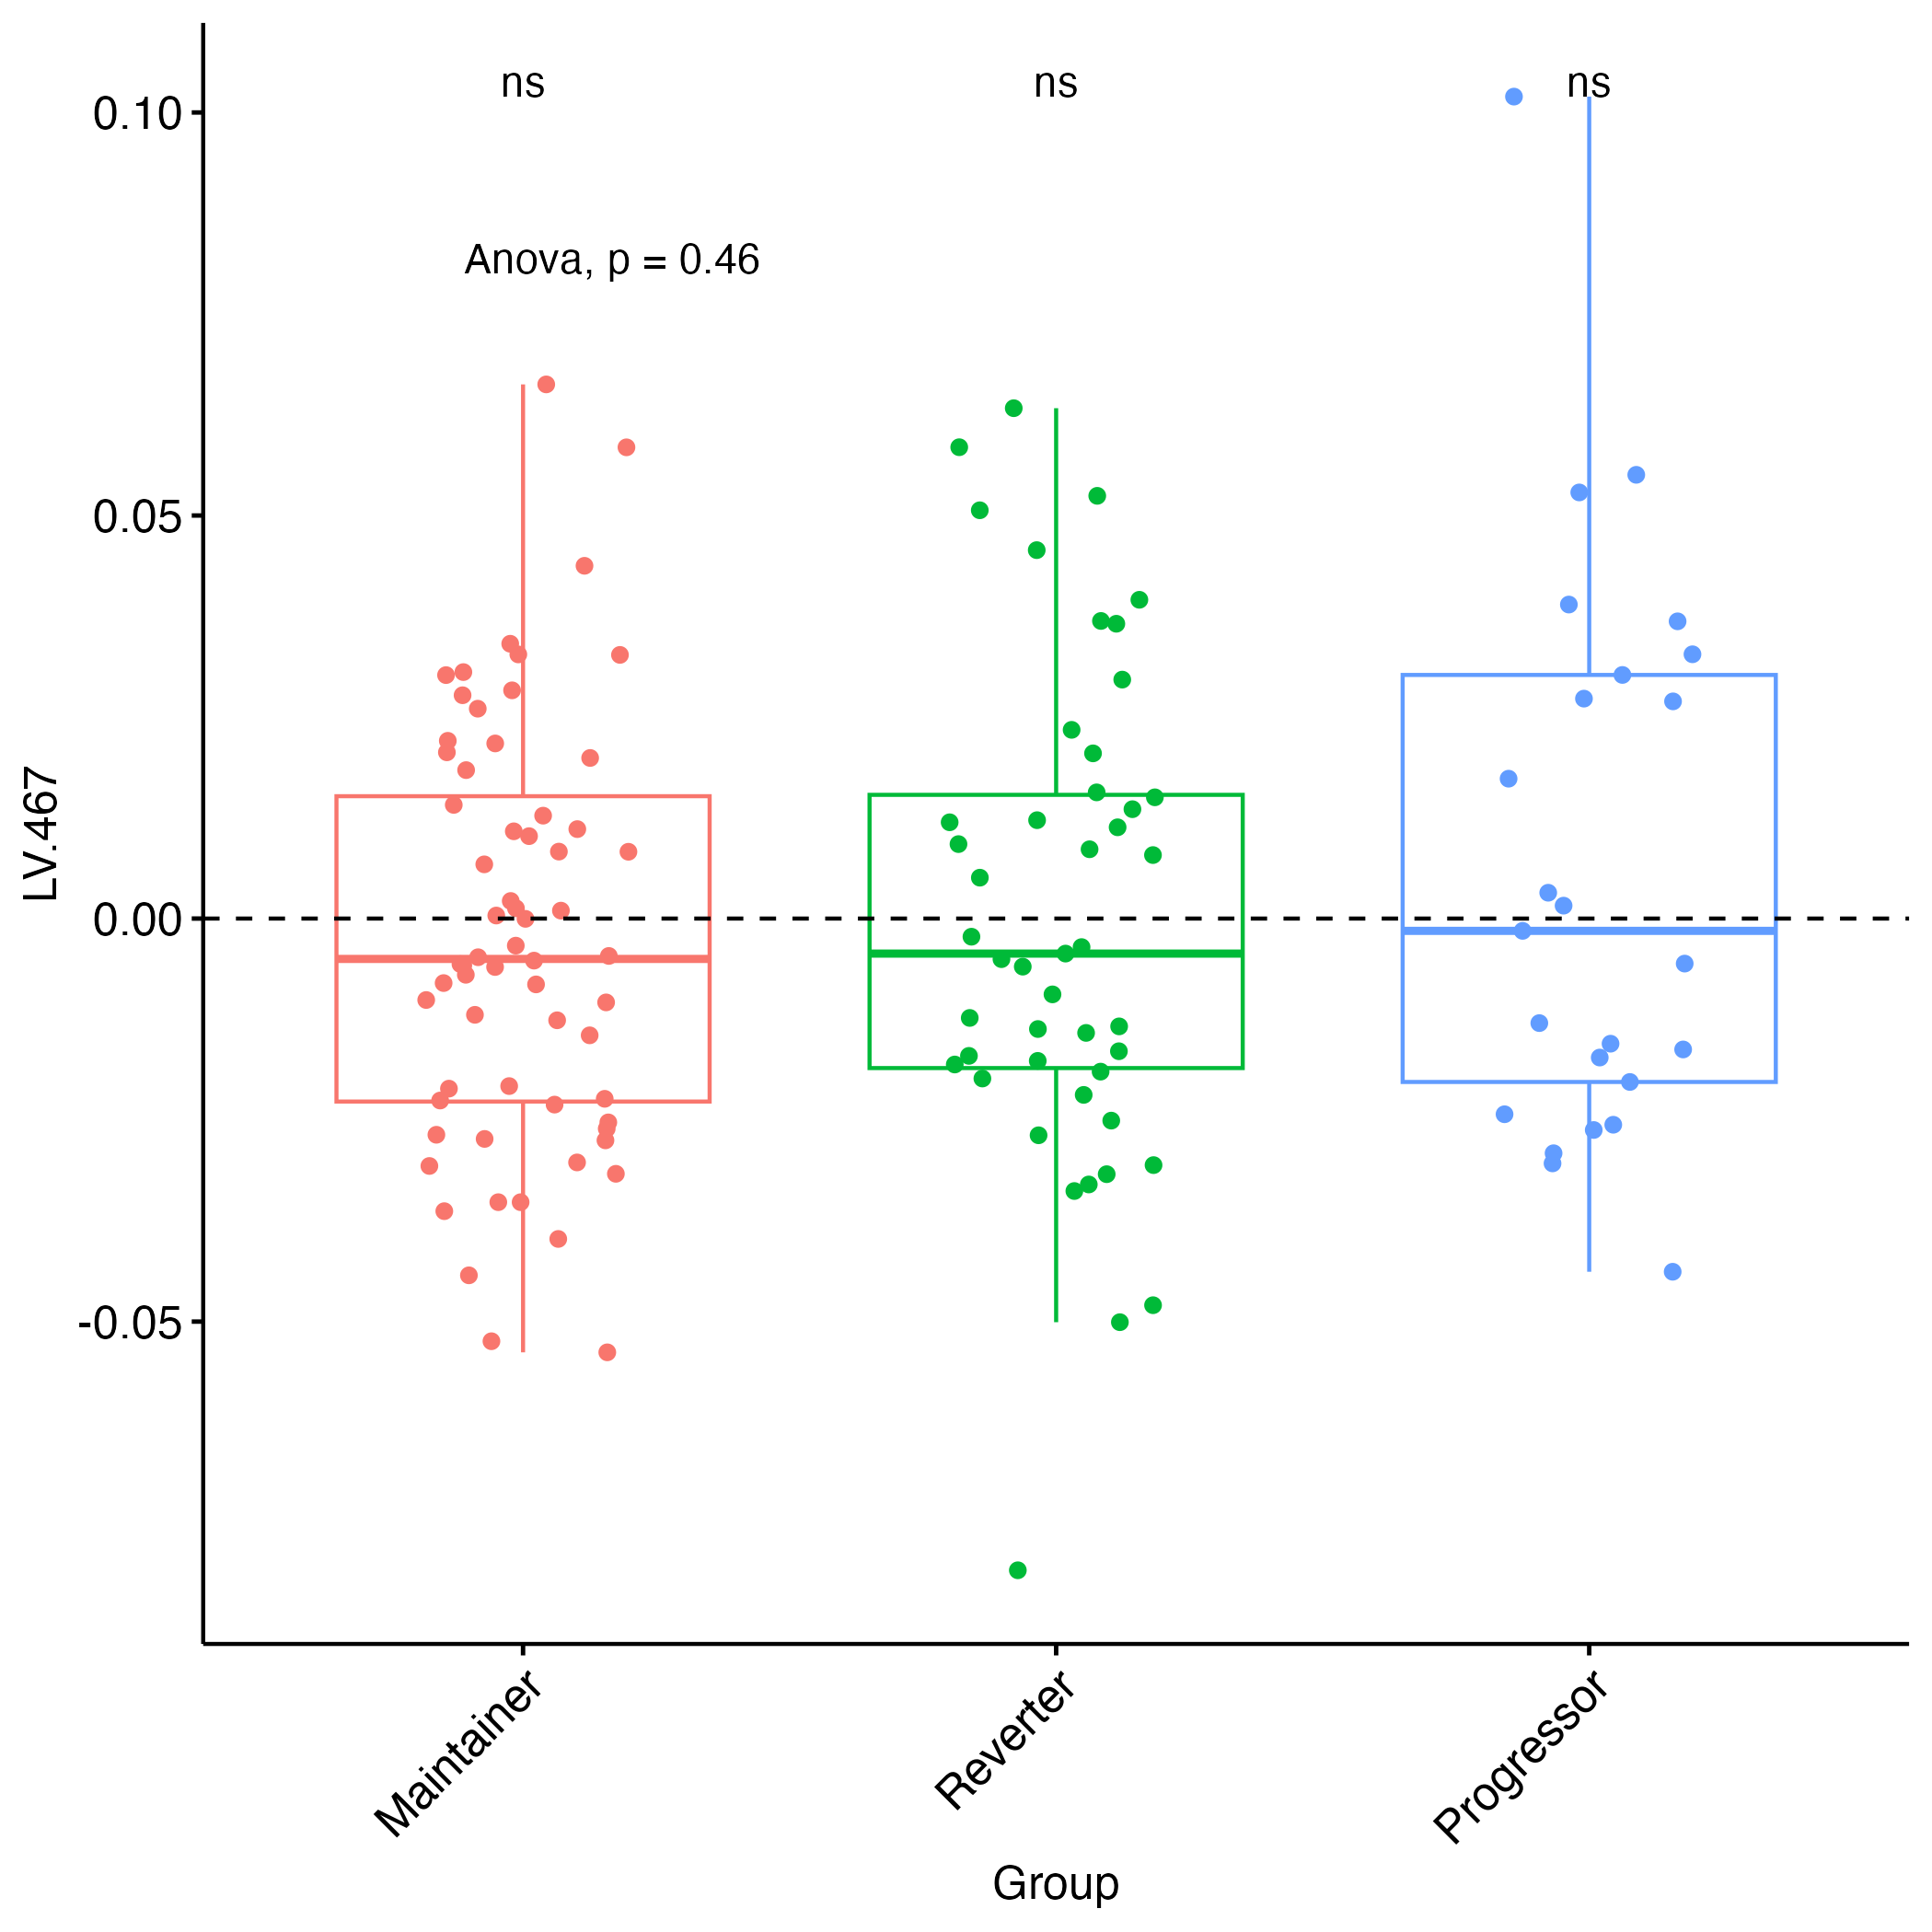 ns ns ns
Anova, p = 0.46
LV.467
0.10
0.05
0.00
-0.05
Maintainer Reverter Progressor
Group